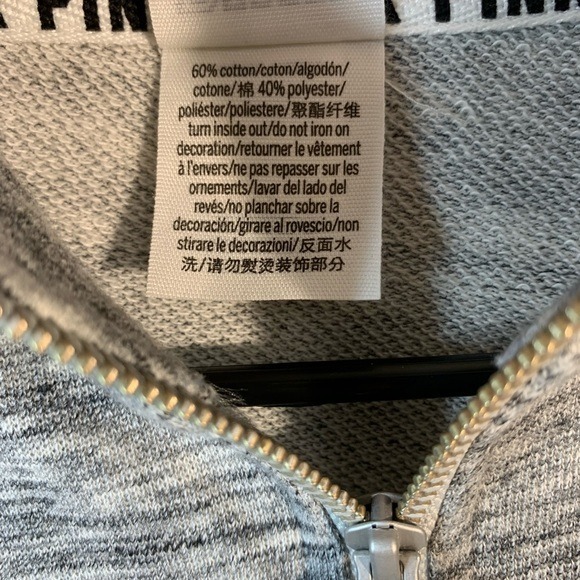 PIN
PINK
60% cotton/coton/algodón/
cotone/棉 40% polyester/
poliéster/poliestere/聚酯纤维
turn inside out/do not iron on
decoration/retourner le vêtement
à l'envers/ne pas repasser sur les
ornements/lavar del lado del
revés/no planchar sobre la
decoración/girare al rovescio/non
stirare le decorazioni/反面水
洗/请勿熨烫装饰部分